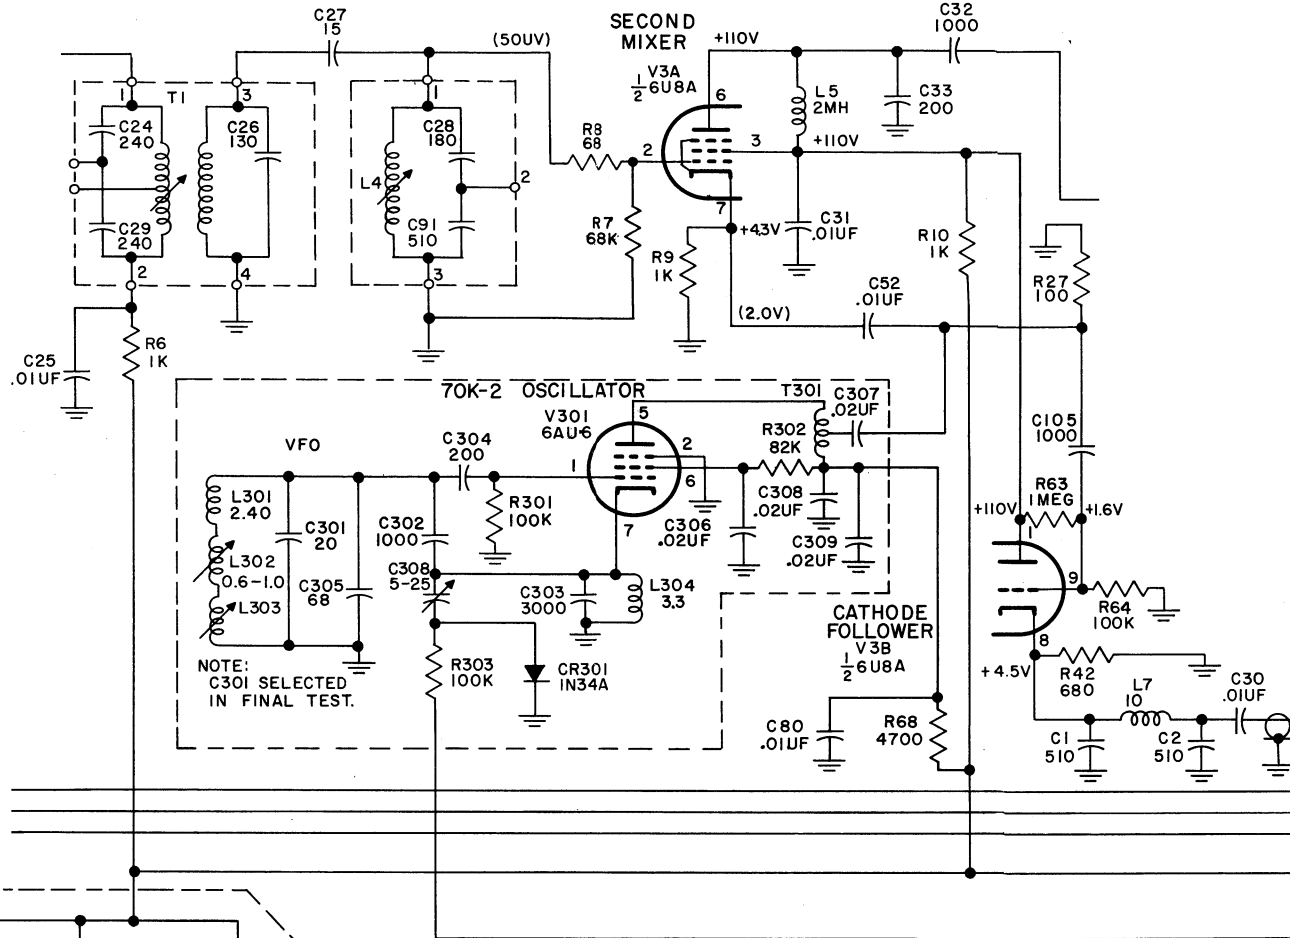 C27
15
(50UV)
SECOND
MIXER
V3A
1/2 6U8A
+110V
C32
1000
1
T1
3
C24
240
C26
130
C29
240
2
4
1
C28
180
L4
2
C91
510
3
R8
68
2
6
3
7
L5
2MH
+110V
C33
200
R7
68K
R9
1K
+4.3V
C31
.01UF
R10
1K
R27
100
C25
.01UF
R6
1K
(2.0V)
C52
.01UF
70K-2 OSCILLATOR
T301
C307
.02UF
VFO
C304
200
V301
6AU6
5
1
2
6
7
R302
82K
C105
1000
L301
2.40
C301
20
C302
1000
R301
100K
C306
.02UF
C308
.02UF
C309
.02UF
R63
1MEG
+110V
1
+1.6V
L302
0.6-1.0
L303
C305
68
C308
5-25
C303
3000
L304
3.3
9
R64
100K
8
CATHODE
FOLLOWER
V3B
1/2 6U8A
NOTE:
C301 SELECTED
IN FINAL TEST.
R303
100K
CR301
1N34A
+4.5V
R42
680
L7
10
C30
.01UF
C80
.01UF
R68
4700
C1
510
C2
510